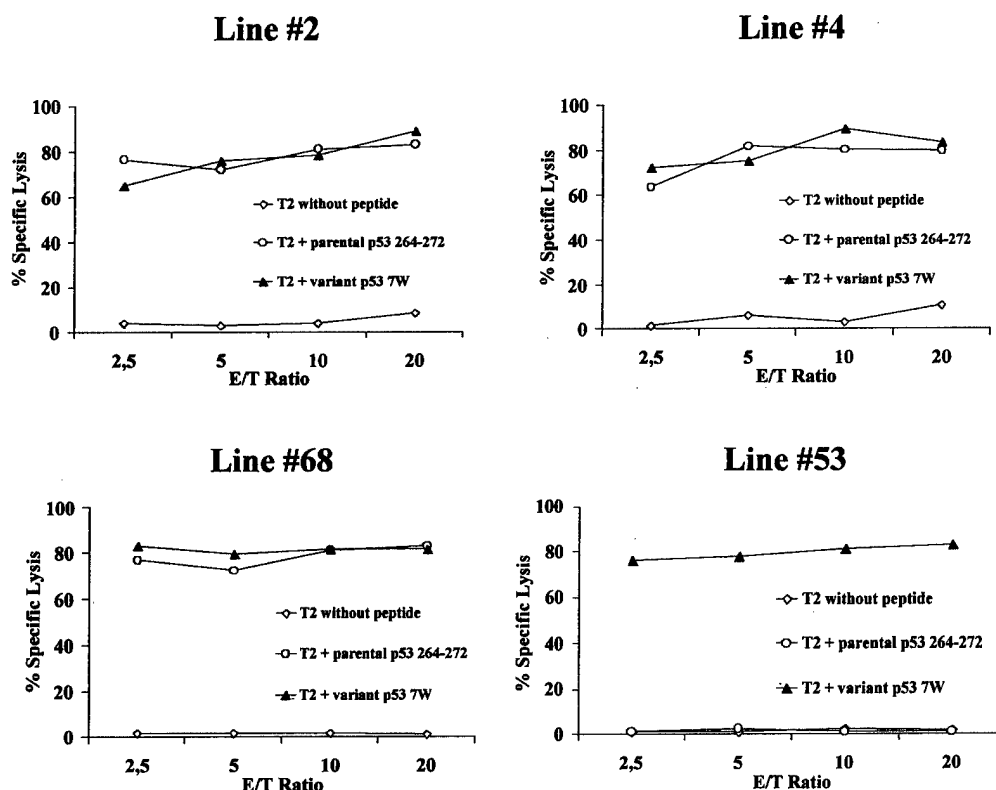 Line #2
% Specific Lysis
100
80
60
40
20
0
T2 without peptide
T2 + parental p53 264-272
T2 + variant p53 7W
2,5 5 10 20
E/T Ratio
Line #4
% Specific Lysis
100
80
60
40
20
0
T2 without peptide
T2 + parental p53 264-272
T2 + variant p53 7W
2,5 5 10 20
E/T Ratio
Line #68
% Specific Lysis
100
80
60
40
20
0
T2 without peptide
T2 + parental p53 264-272
T2 + variant p53 7W
2,5 5 10 20
E/T Ratio
Line #53
% Specific Lysis
100
80
60
40
20
0
T2 without peptide
T2 + parental p53 264-272
T2 + variant p53 7W
2,5 5 10 20
E/T Ratio